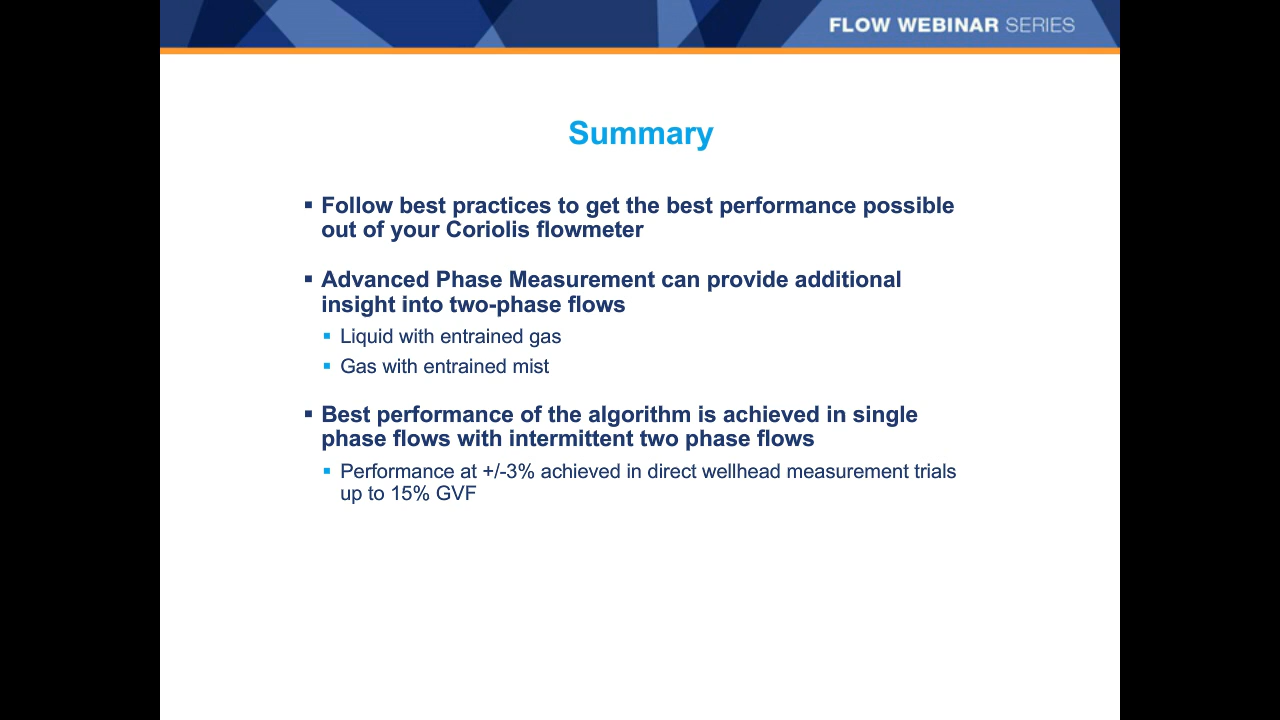 FLOW WEBINAR SERIES
Summary
▪ Follow best practices to get the best performance possible
out of your Coriolis flowmeter
▪ Advanced Phase Measurement can provide additional
insight into two-phase flows
▪ Liquid with entrained gas
▪ Gas with entrained mist
▪ Best performance of the algorithm is achieved in single
phase flows with intermittent two phase flows
▪ Performance at +/-3% achieved in direct wellhead measurement trials
up to 15% GVF